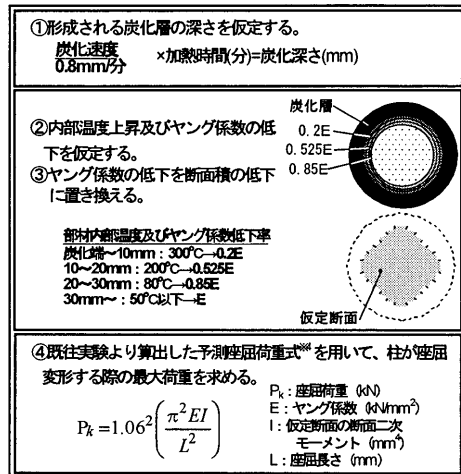 ①形成される炭化層の深さを仮定する。
炭化速度
0.8mm/分 ×加熱時間(分)=炭化深さ(mm)
②内部温度上昇及びヤング係数の低
下を仮定する。
③ヤング係数の低下を断面積の低下
に置き換える。
炭化層
0.2E
0.525E
0.85E
部材内部温度及びヤング係数低下率
炭化端~10mm:300℃→0.2E
10~20mm:200℃→0.525E
20~30mm:80℃→0.85E
30mm~:50℃以下→E
仮定断面
④既往実験より算出した予測座屈荷重式※4を用いて、柱が座屈
変形する際の最大荷重を求める。
Pk = 1.06²(π²EI/L²)
Pk:座屈荷重(kN)
E:ヤング係数(kN/mm²)
I:仮定断面の断面二次
モーメント(mm⁴)
L:座屈長さ(mm)